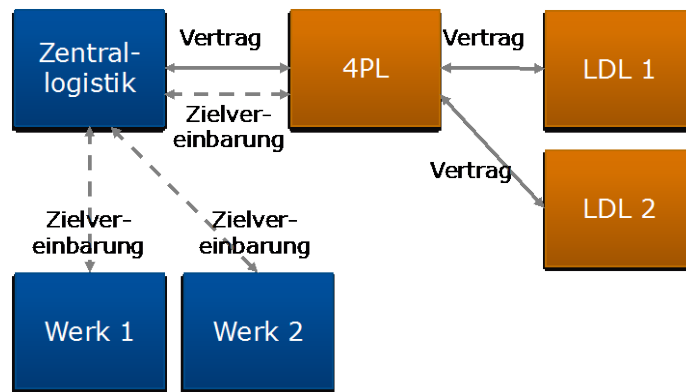 Zentral-
logistik
Vertrag
4PL
Vertrag
LDL 1
Zielver-
einbarung
Vertrag
LDL 2
Zielver-
einbarung
Zielver-
einbarung
Werk 1
Werk 2